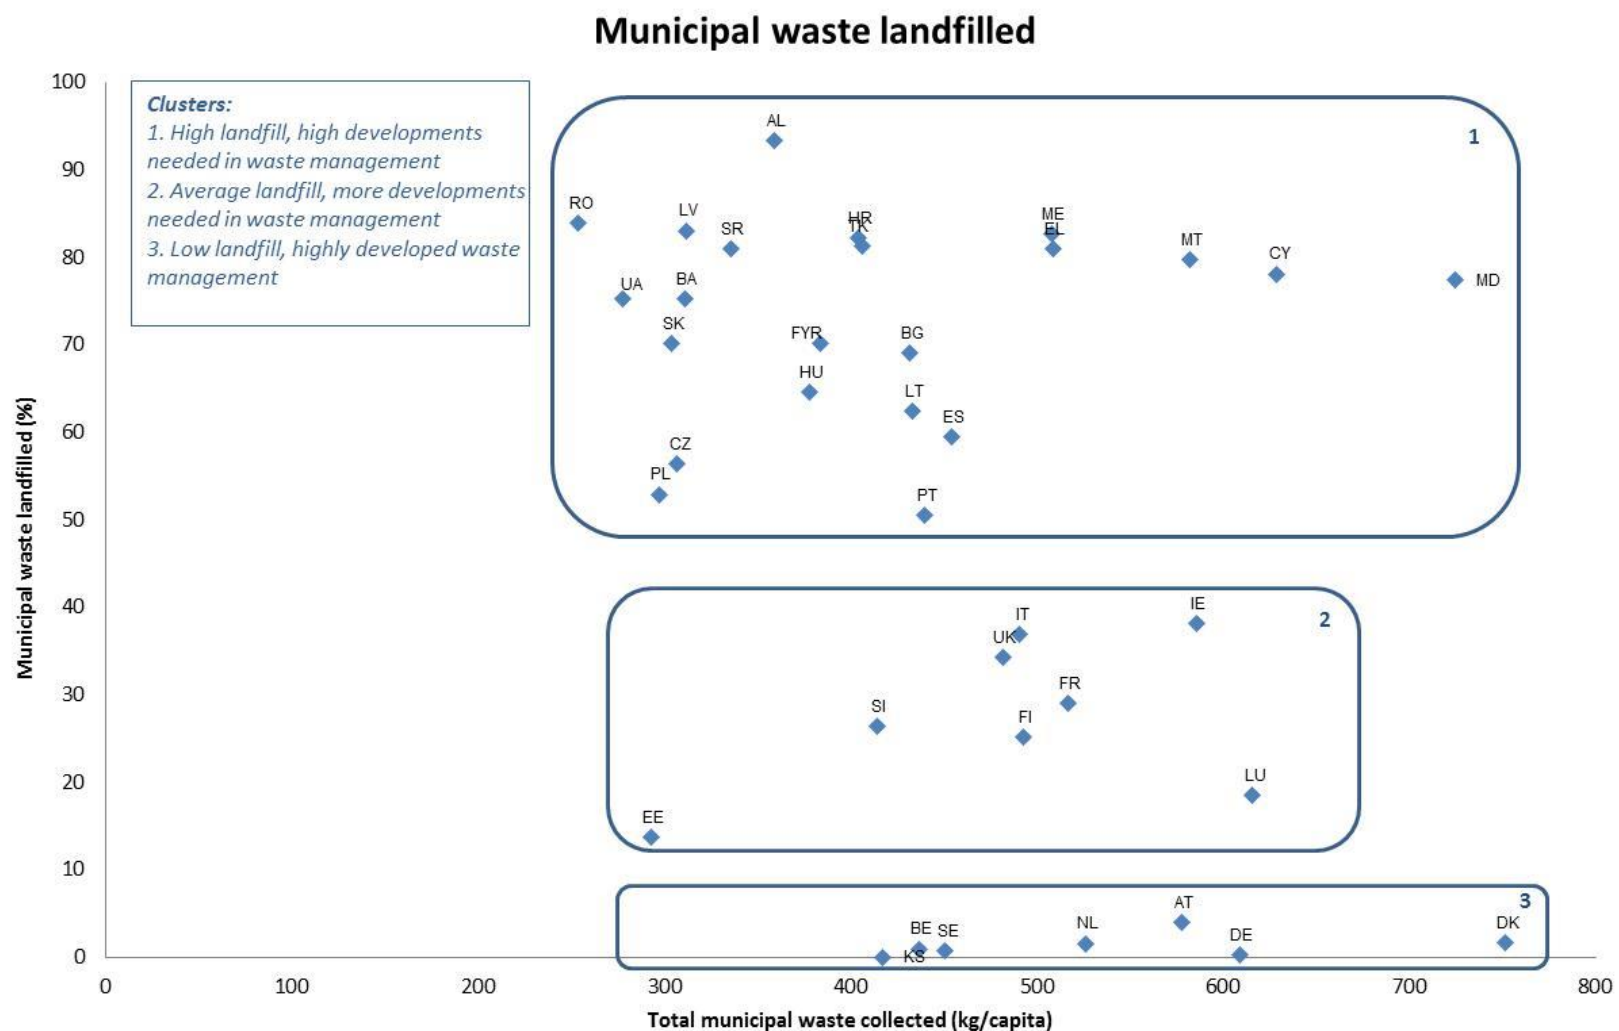 Municipal waste landfilled
Clusters:
1. High landfill, high developments
needed in waste management
2. Average landfill, more developments
needed in waste management
3. Low landfill, highly developed waste
management
Municipal waste landfilled (%)
100
90
80
70
60
50
40
30
20
10
0
1
AL
RO
LV
SR
HR
TK
ME
EL
MT
CY
MD
UA
BA
SK
FYR
BG
HU
LT
ES
CZ
PL
PT
2
IE
IT
UK
FR
SI
FI
LU
EE
3
AT
NL
DK
BE
SE
DE
KS
0 100 200 300 400 500 600 700 800
Total municipal waste collected (kg/capita)